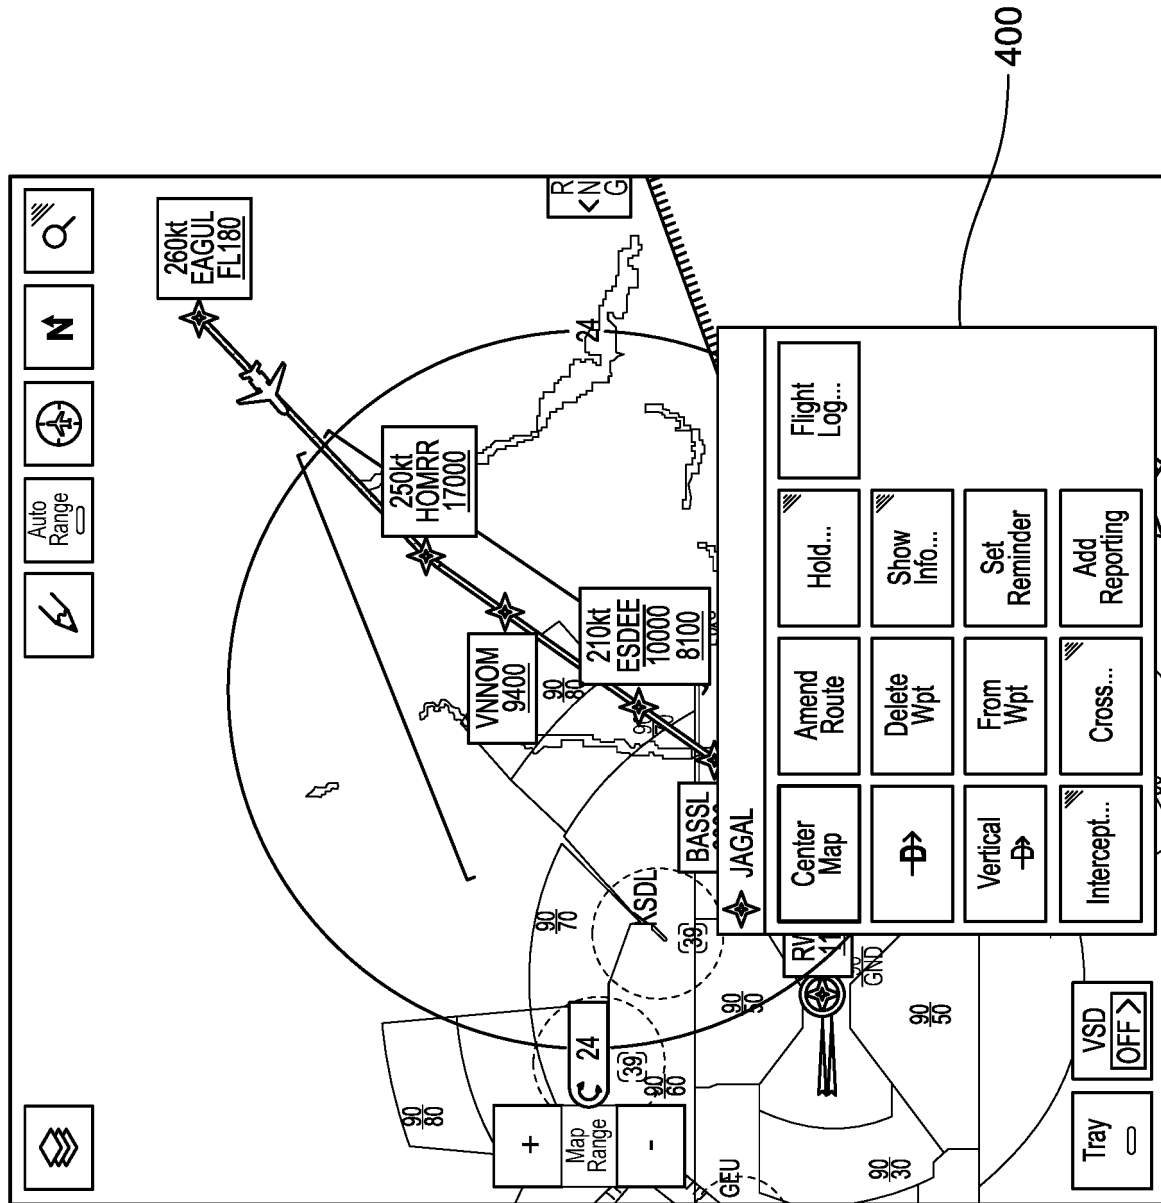 Auto
Range
N
260kt
EAGUL
FL180
250kt
HOMRR
17000
90
80
VNNOM
9400
+
Map
Range
-
24
90
70
90
80
24
R
N
G
210kt
ESDEE
10000
8100
[39]
90
60
KSDL
[39]
BASSL
GEU
90
50
JAGAL
Center
Map
Amend
Route
Hold...
Flight
Log...
D
Delete
Wpt
Show
Info...
Vertical
D
From
Wpt
Set
Reminder
Intercept...
Cross...
Add
Reporting
RW
GND
90
30
90
50
Tray
VSD
OFF >
400